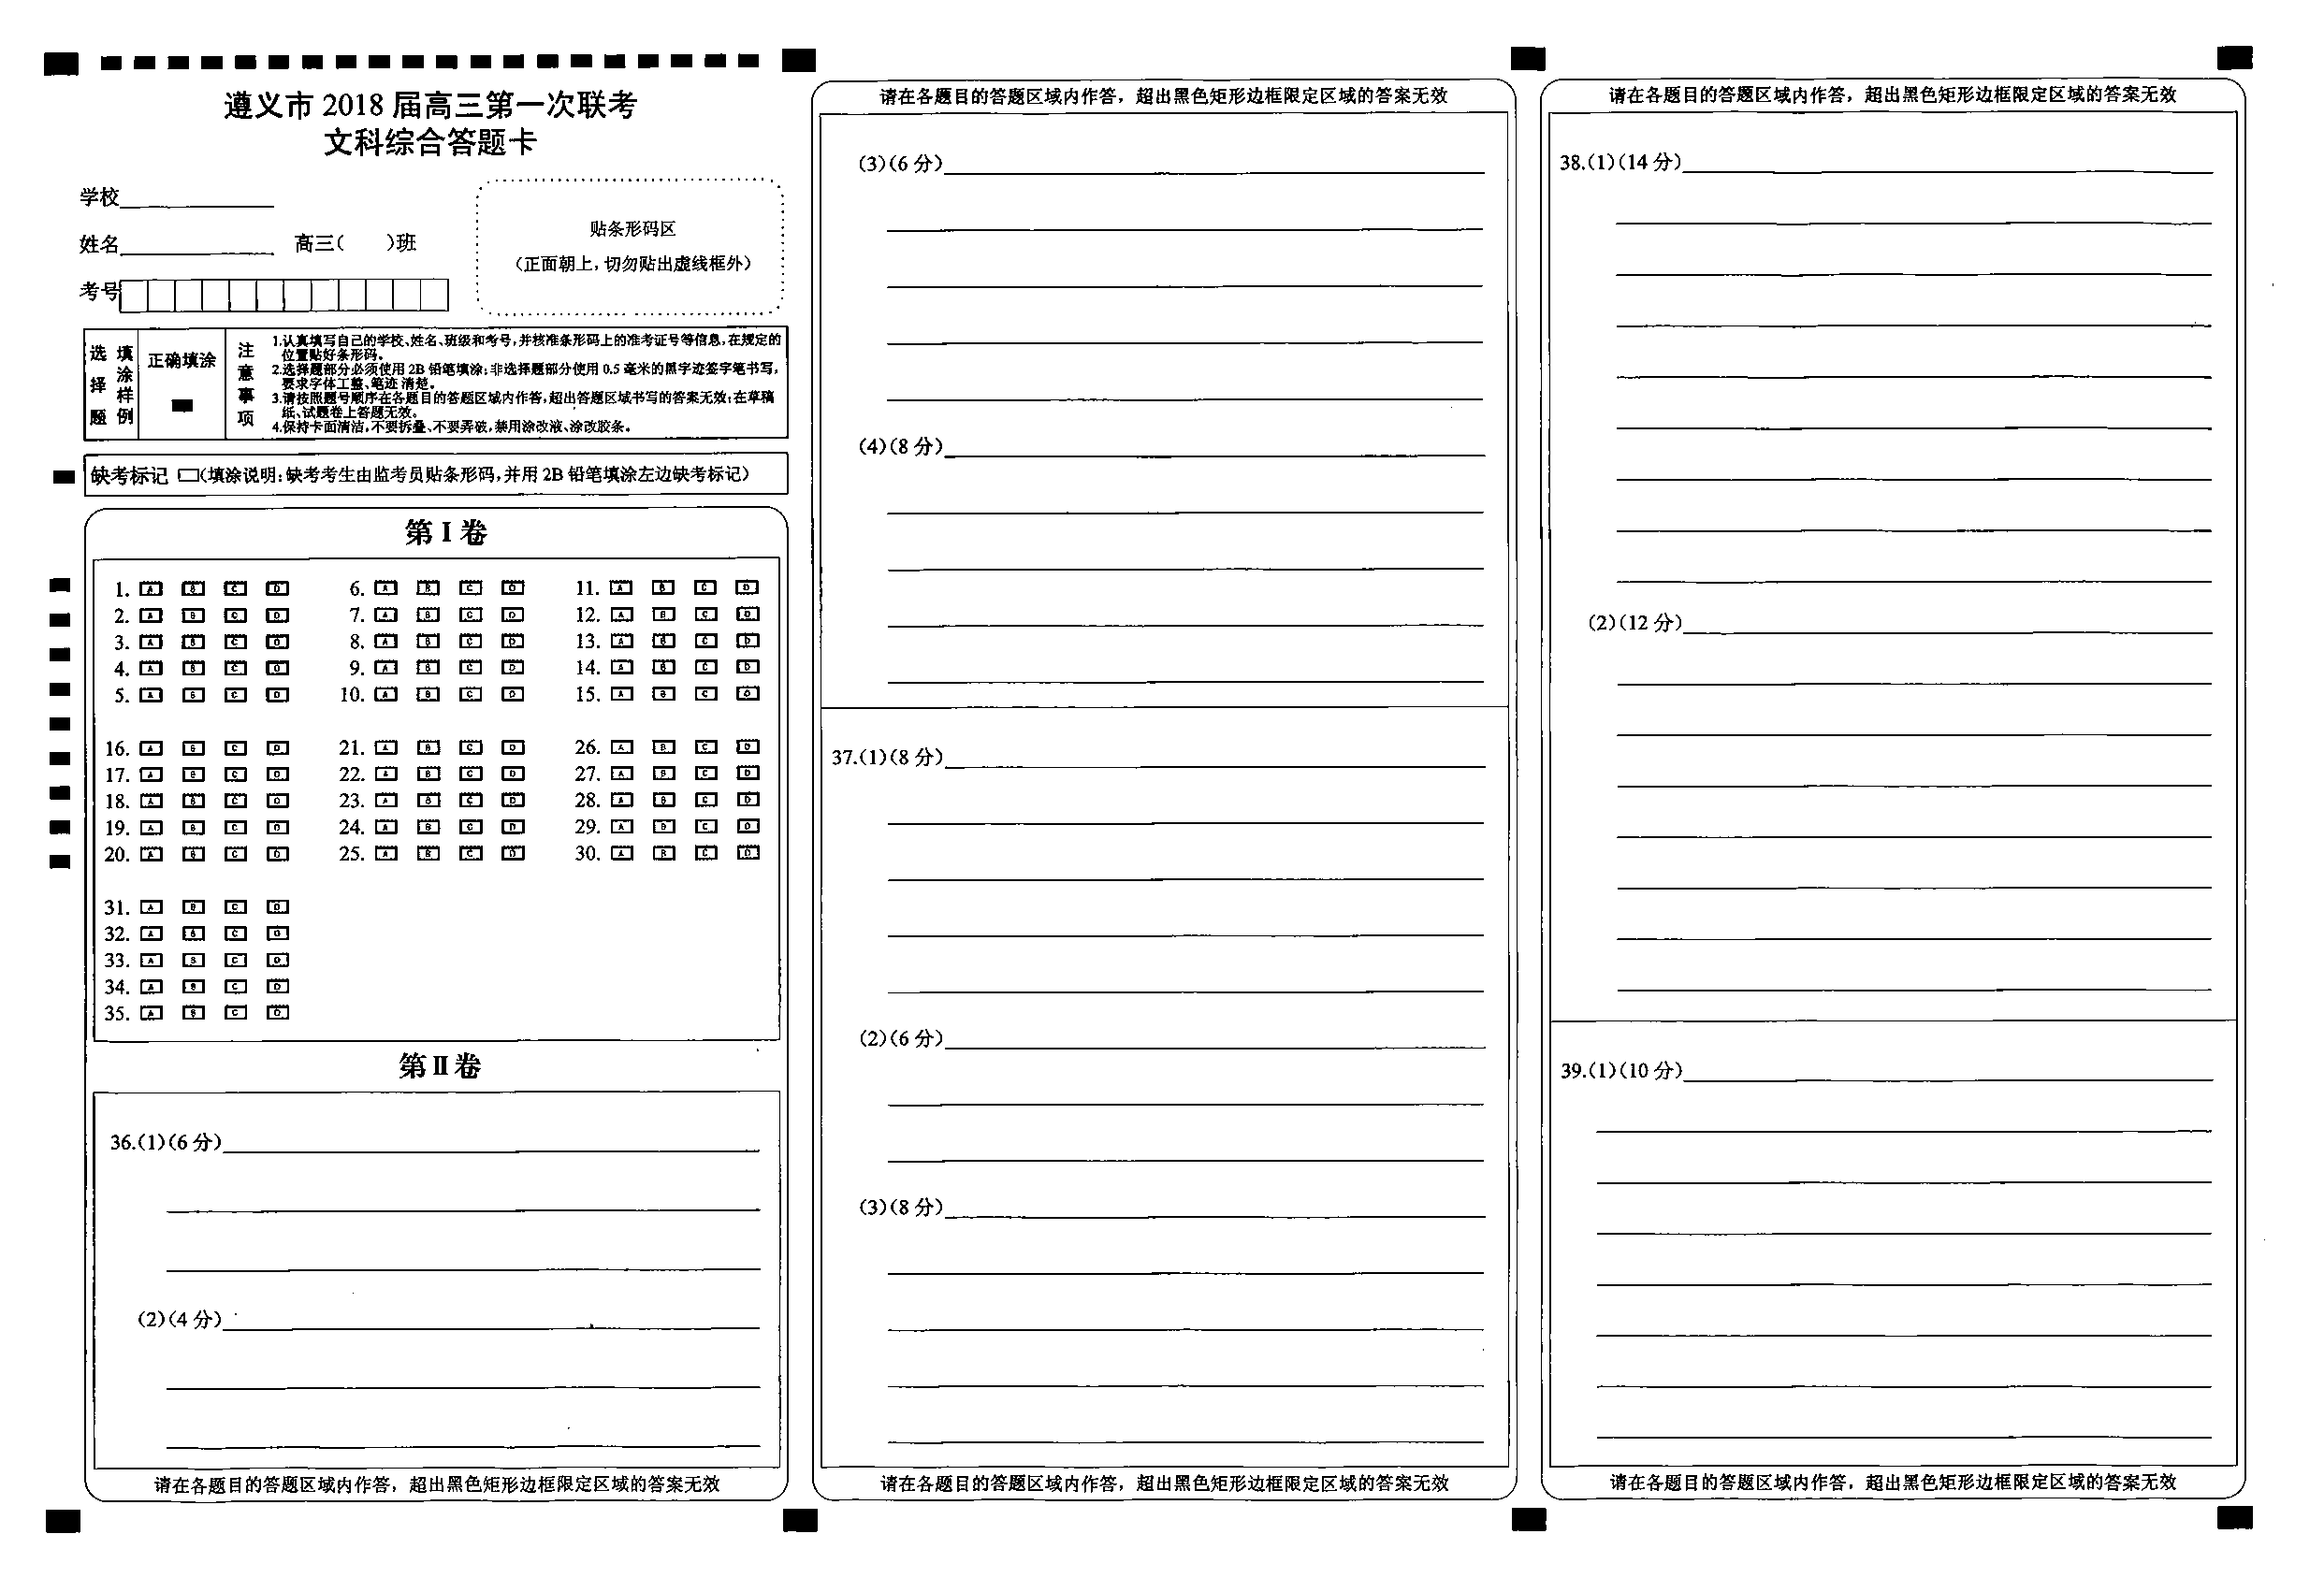 遵义市 2018 届高三第一次联考
文科综合答题卡
学校
姓名 高三( )班
考号
贴条形码区
(正面朝上,切勿贴出虚线框外)
选择题 填涂样例
正确填涂
注意事项
1.认真填写自己的学校、姓名、班级和考号,并核准条形码上的准考证号等信息,在规定的
位置贴好条形码。
2.选择题部分必须使用 2B 铅笔填涂;非选择题部分使用 0.5 毫米的黑字迹签字笔书写,
要求字体工整、笔迹清楚。
3.请按照题号顺序在各题目的答题区域内作答,超出答题区域书写的答案无效;在草稿
纸、试题卷上答题无效。
4.保持卡面清洁,不要拆叠、不要弄破,禁用涂改液、涂改胶条。
缺考标记 (填涂说明:缺考考生由监考员贴条形码,并用 2B 铅笔填涂左边缺考标记)
第 I 卷
1. A B C D 6. A B C D 11. A B C D
2. A B C D 7. A B C D 12. A B C D
3. A B C D 8. A B C D 13. A B C D
4. A B C D 9. A B C D 14. A B C D
5. A B C D 10. A B C D 15. A B C D
16. A B C D 21. A B C D 26. A B C D
17. A B C D 22. A B C D 27. A B C D
18. A B C D 23. A B C D 28. A B C D
19. A B C D 24. A B C D 29. A B C D
20. A B C D 25. A B C D 30. A B C D
31. A B C D
32. A B C D
33. A B C D
34. A B C D
35. A B C D
第 II 卷
36.(1)(6 分)
(2)(4 分)
请在各题目的答题区域内作答,超出黑色矩形边框限定区域的答案无效
请在各题目的答题区域内作答,超出黑色矩形边框限定区域的答案无效
(3)(6 分)
(4)(8 分)
37.(1)(8 分)
(2)(6 分)
(3)(8 分)
请在各题目的答题区域内作答,超出黑色矩形边框限定区域的答案无效
请在各题目的答题区域内作答,超出黑色矩形边框限定区域的答案无效
38.(1)(14 分)
(2)(12 分)
39.(1)(10 分)
请在各题目的答题区域内作答,超出黑色矩形边框限定区域的答案无效